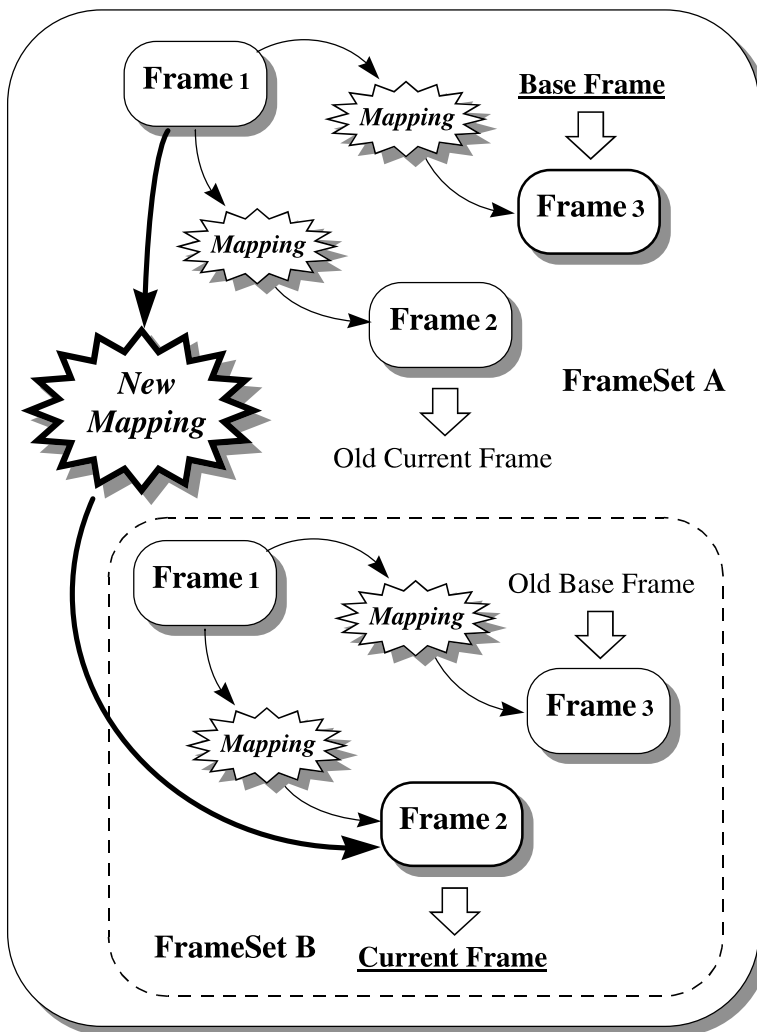 Frame 1
Mapping
Base Frame
Frame 3
Mapping
Frame 2
FrameSet A
New
Mapping
Old Current Frame
Frame 1
Mapping
Old Base Frame
Frame 3
Mapping
Frame 2
FrameSet B
Current Frame